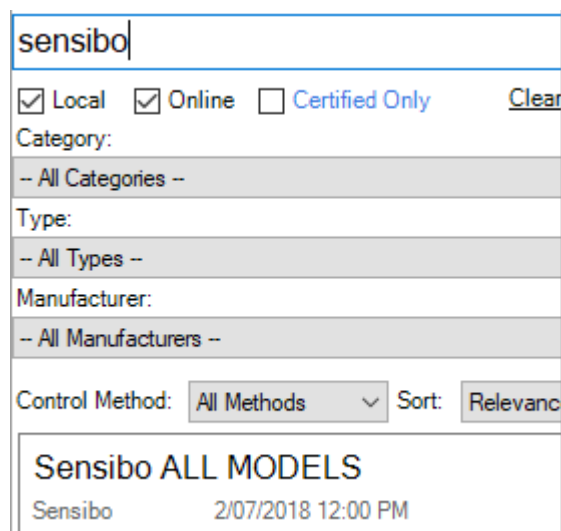 sensibo
Local Online Certified Only Clear
Category:
-- All Categories --
Type:
-- All Types --
Manufacturer:
-- All Manufacturers --
Control Method: All Methods Sort: Relevanc
Sensibo ALL MODELS
Sensibo 2/07/2018 12:00 PM